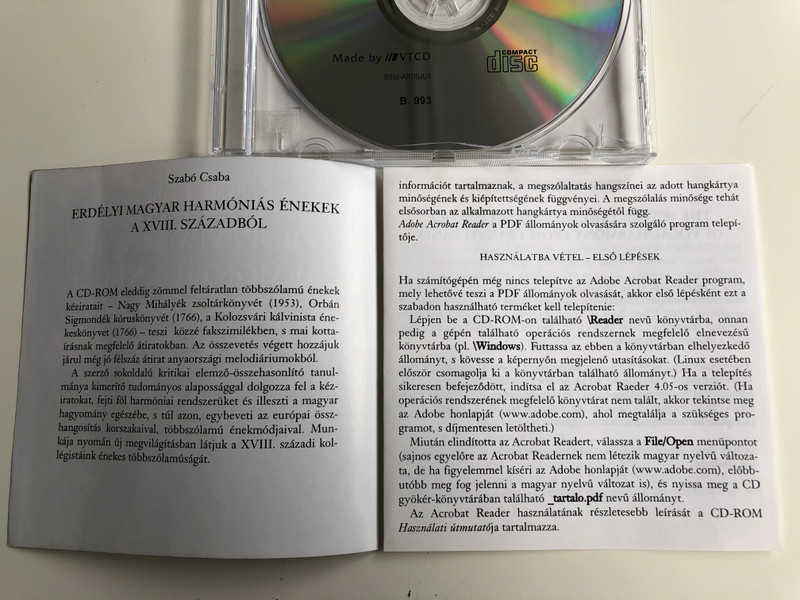 Made by VTCD
COMPACT
disc
BIEM-ARTISJUS
B. 993
Szabó Csaba
ERDÉLYI MAGYAR HARMÓNIÁS ÉNEKEK
A XVIII. SZÁZADBÓL
A CD-ROM eleddig zömmel feltáratlan többszólamú énekek
kéziratait – Nagy Mihályék zsoltárkönyvét (1953), Orbán
Sigmondék kóruskönyvét (1766), a Kolozsvári kálvinista éne-
keskönyvet (1766) – teszi közzé fakszimilékben, s mai kotta-
írásnak megfelelő átiratokban. Az összevetés végett hozzájuk
járul még jó félszáz átirat anyaországi melodiáriumokból.
A szerző sokoldalú kritikai elemző-összehasonlító tanul-
mánya kimerítő tudományos alapossággal dolgozza fel a kéz-
iratokat, fejti föl harmóniai rendszerüket és illeszti a magyar
hagyomány egészébe, s túl azon, egybeveti az európai össz-
hangosítás korszakaival, többszólamú énekmódjaival. Mun-
kája nyomán új megvilágításban látjuk a XVIII. századi kol-
légistáink énekes többszólamúságát.
információt tartalmaznak, a megszólaltatás hangszínei az adott hangkártya
minőségének és kiépítettségének függvényei. A megszólalás minősége tehát
elsősorban az alkalmazott hangkártya minőségétől függ.
Adobe Acrobat Reader a PDF állományok olvasására szolgáló program telepí-
tője.
HASZNÁLATBA VÉTEL – ELSŐ LÉPÉSEK
Ha számítógépén még nincs telepítve az Adobe Acrobat Reader program,
mely lehetővé teszi a PDF állományok olvasását, akkor első lépésként ezt a
szabadon használható terméket kell telepítenie:
Lépjen be a CD-ROM-on található \Reader nevű könyvtárba, onnan
pedig a gépén található operációs rendszernek megfelelő elnevezésű
könyvtárba (pl. \Windows). Futtassa az ebben a könyvtárban elhelyezkedő
állományt, s kövesse a képernyőn megjelenő utasításokat. (Linux esetében
először csomagolja ki a könyvtárban található állományt.) Ha a telepítés
sikeresen befejeződött, indítsa el az Acrobat Raeder 4.05-os verziót. (Ha
operációs rendszerének megfelelő könyvtárat nem talált, akkor tekintse meg
az Adobe honlapját (www.adobe.com), ahol megtalálja a szükséges pro-
gramot, s díjmentesen letöltheti.)
Miután elindította az Acrobat Readert, válassza a File/Open menüpontot
(sajnos egyelőre az Acrobat Readernek nem létezik magyar nyelvű változa-
ta, de ha figyelemmel kíséri az Adobe honlapját (www.adobe.com), előbb-
utóbb meg fog jelenni a magyar nyelvű változat is), és nyissa meg a CD
gyökér-könyvtárában található _tartalo.pdf nevű állományt.
Az Acrobat Reader használatának részletesebb leírását a CD-ROM
Használati útmutatója tartalmazza.